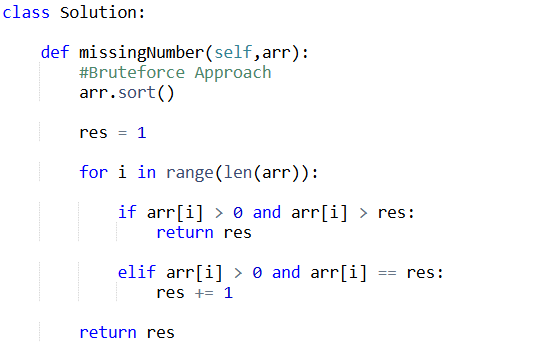 class Solution:
def missingNumber(self,arr):
#Bruteforce Approach
arr.sort()
res = 1
for i in range(len(arr)):
if arr[i] > 0 and arr[i] > res:
return res
elif arr[i] > 0 and arr[i] == res:
res += 1
return res